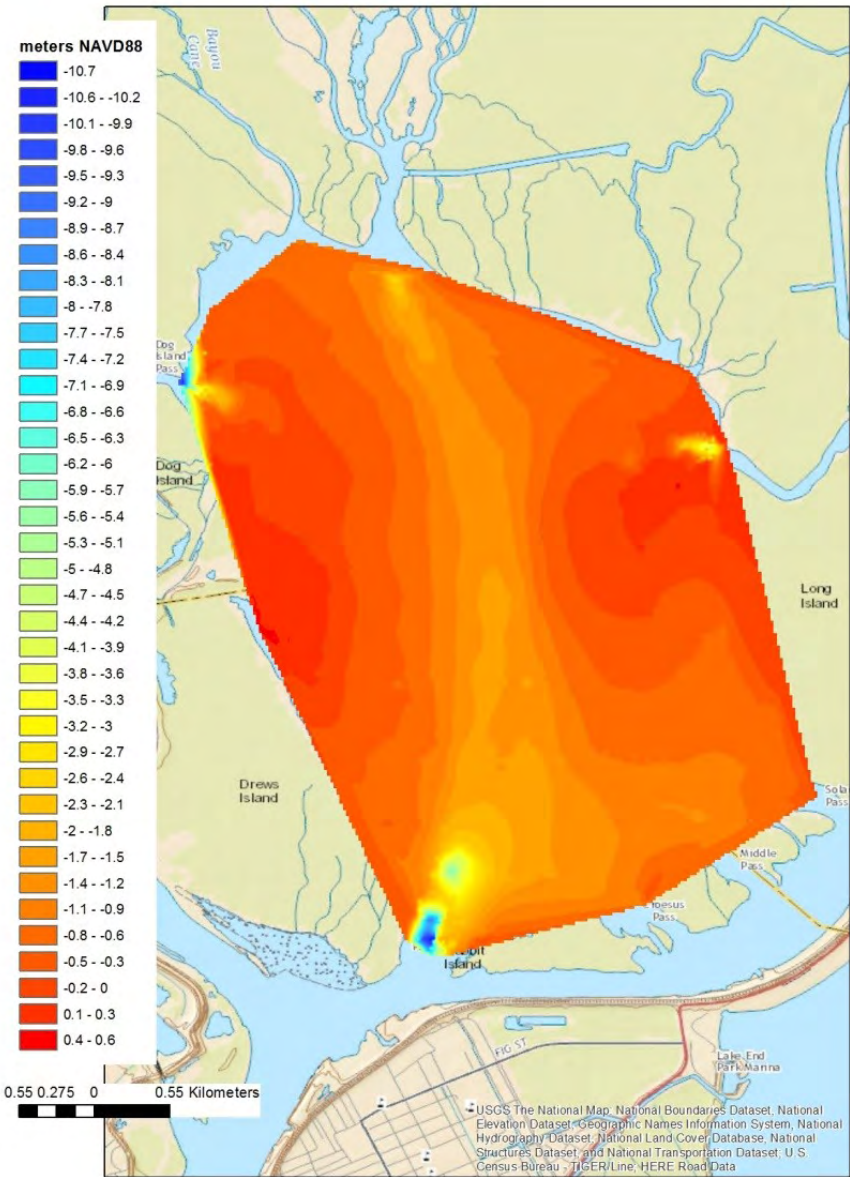 meters NAVD88
-10.7
-10.6 - -10.2
-10.1 - -9.9
-9.8 - -9.6
-9.5 - -9.3
-9.2 - -9
-8.9 - -8.7
-8.6 - -8.4
-8.3 - -8.1
-8 - -7.8
-7.7 - -7.5
-7.4 - -7.2
-7.1 - -6.9
-6.8 - -6.6
-6.5 - -6.3
-6.2 - -6
-5.9 - -5.7
-5.6 - -5.4
-5.3 - -5.1
-5 - -4.8
-4.7 - -4.5
-4.4 - -4.2
-4.1 - -3.9
-3.8 - -3.6
-3.5 - -3.3
-3.2 - -3
-2.9 - -2.7
-2.6 - -2.4
-2.3 - -2.1
-2 - -1.8
-1.7 - -1.5
-1.4 - -1.2
-1.1 - -0.9
-0.8 - -0.6
-0.5 - -0.3
-0.2 - 0
0.1 - 0.3
0.4 - 0.6
0.55 0.275 0 0.55 Kilometers
Bayou
Cane
Dog
Island
Pass
Dog
Island
Long
Island
Drews
Island
Middle
Pass
Pass
Island
FIG ST
Lake End
Park Marina
USGS The National Map: National Boundaries Dataset, National
Elevation Dataset, Geographic Names Information System, National
Hydrography Dataset, National Land Cover Database, National
Structures Dataset, and National Transportation Dataset; U.S.
Census Bureau - TIGER/Line; HERE Road Data